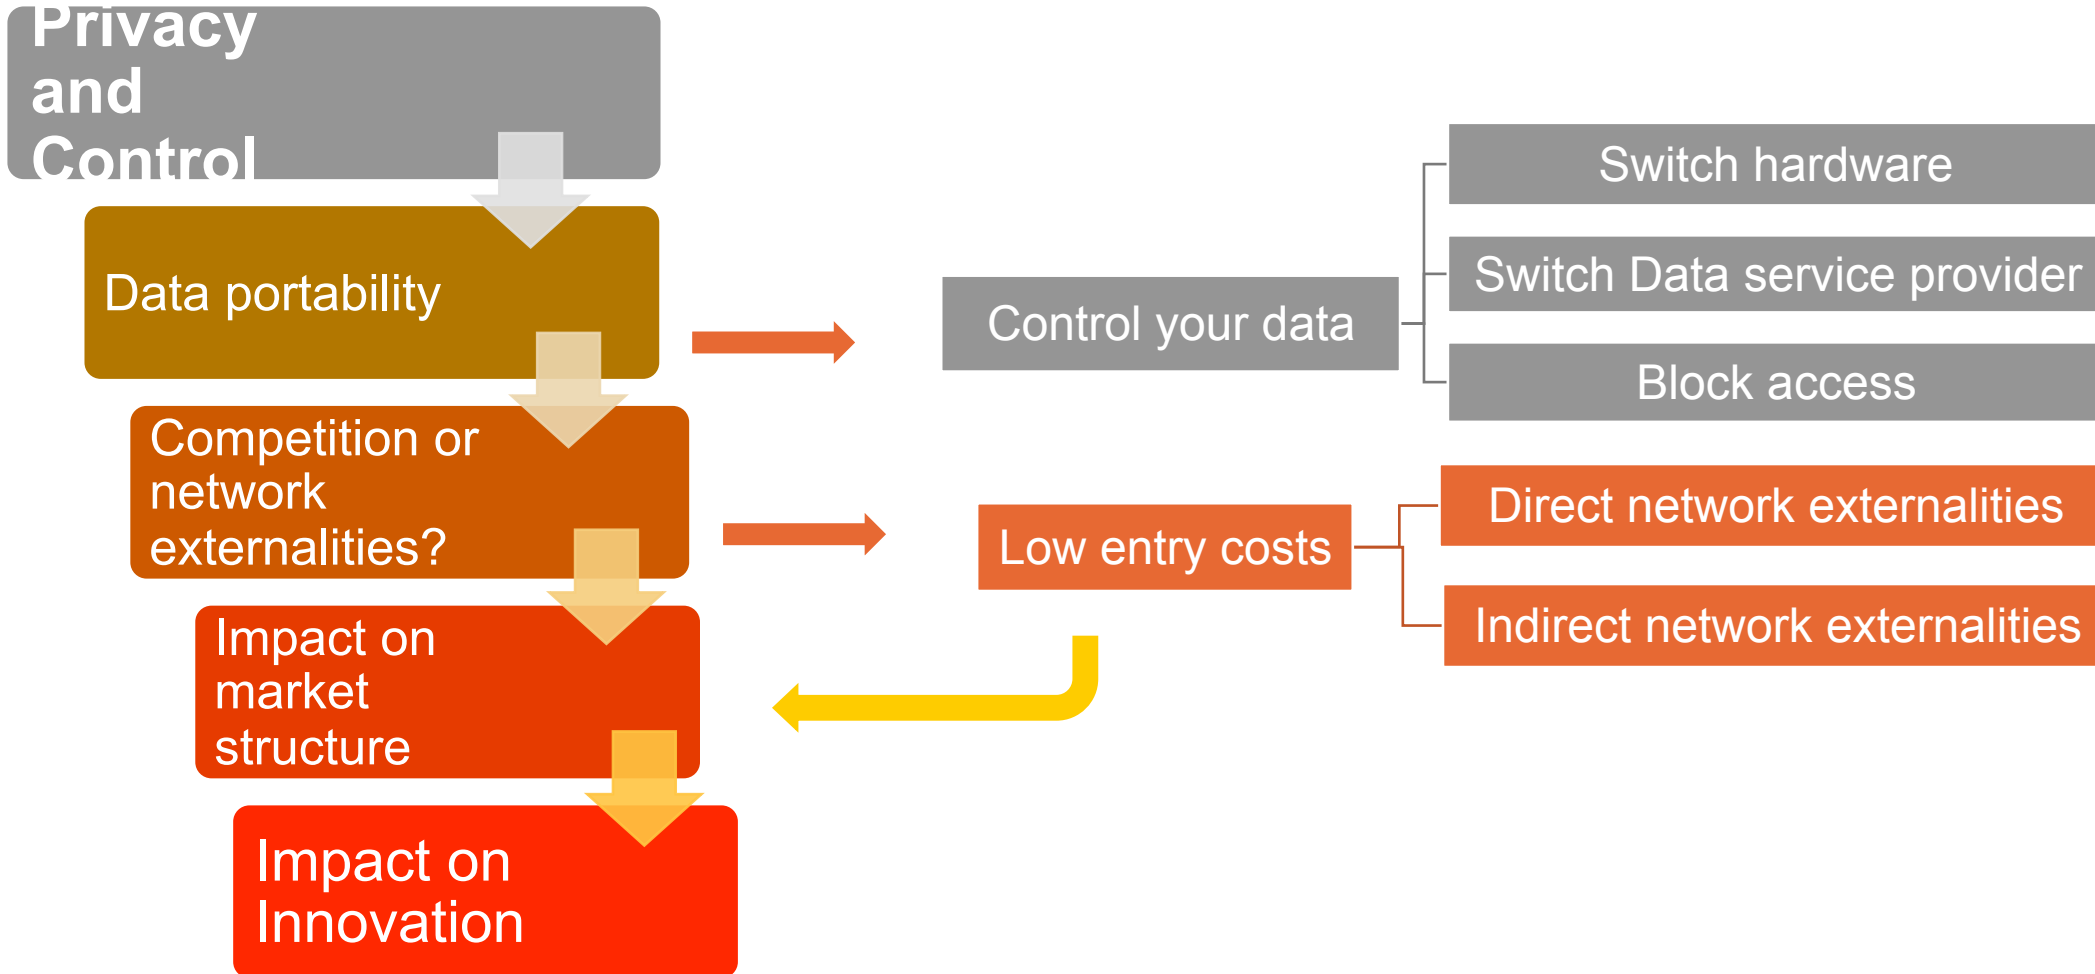 Privacy
and
Control
Data portability
Competition or
network
externalities?
Impact on
market
structure
Impact on
Innovation
Control your data
Switch hardware
Switch Data service provider
Block access
Low entry costs
Direct network externalities
Indirect network externalities